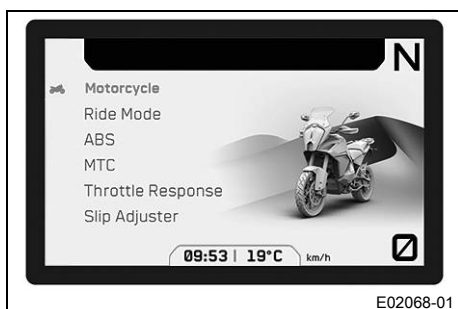 N
Motorcycle
Ride Mode
ABS
MTC
Throttle Response
Slip Adjuster
09:53 | 19°C km/h
0
E02068-01